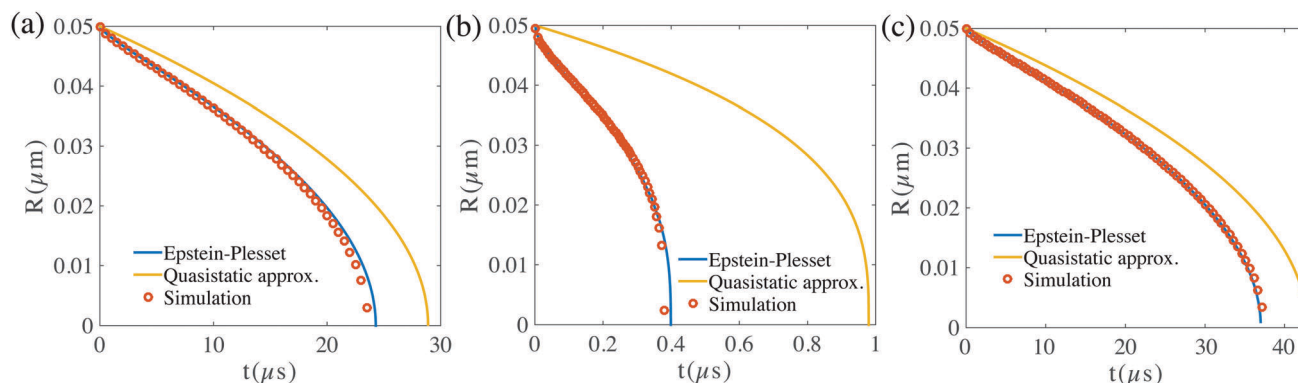 (a)
0.05
0.04
0.03
0.02
0.01
0
R(μm)
Epstein-Plesset
Quasistatic approx.
Simulation
0
10
20
30
t(μs)
(b)
0.05
0.04
0.03
0.02
0.01
0
R(μm)
Epstein-Plesset
Quasistatic approx.
Simulation
0
0.2
0.4
0.6
0.8
1
t(μs)
(c)
0.05
0.04
0.03
0.02
0.01
0
R(μm)
Epstein-Plesset
Quasistatic approx.
Simulation
0
10
20
30
40
t(μs)